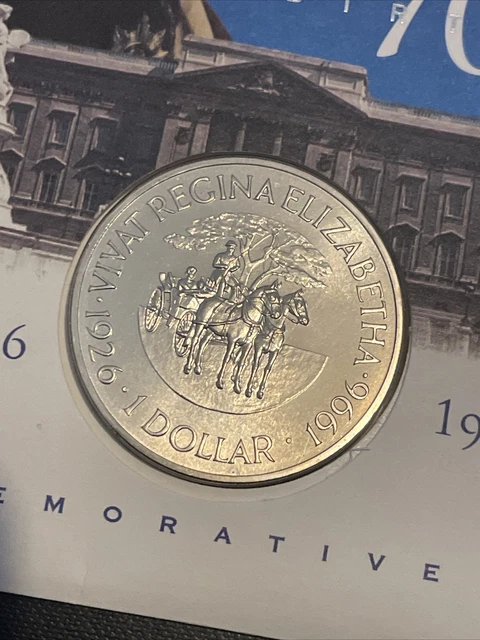 70
VIVAT REGINA ELIZABETHA
· 1926 · 1 DOLLAR · 1996 ·
6
19
EMORATIVE